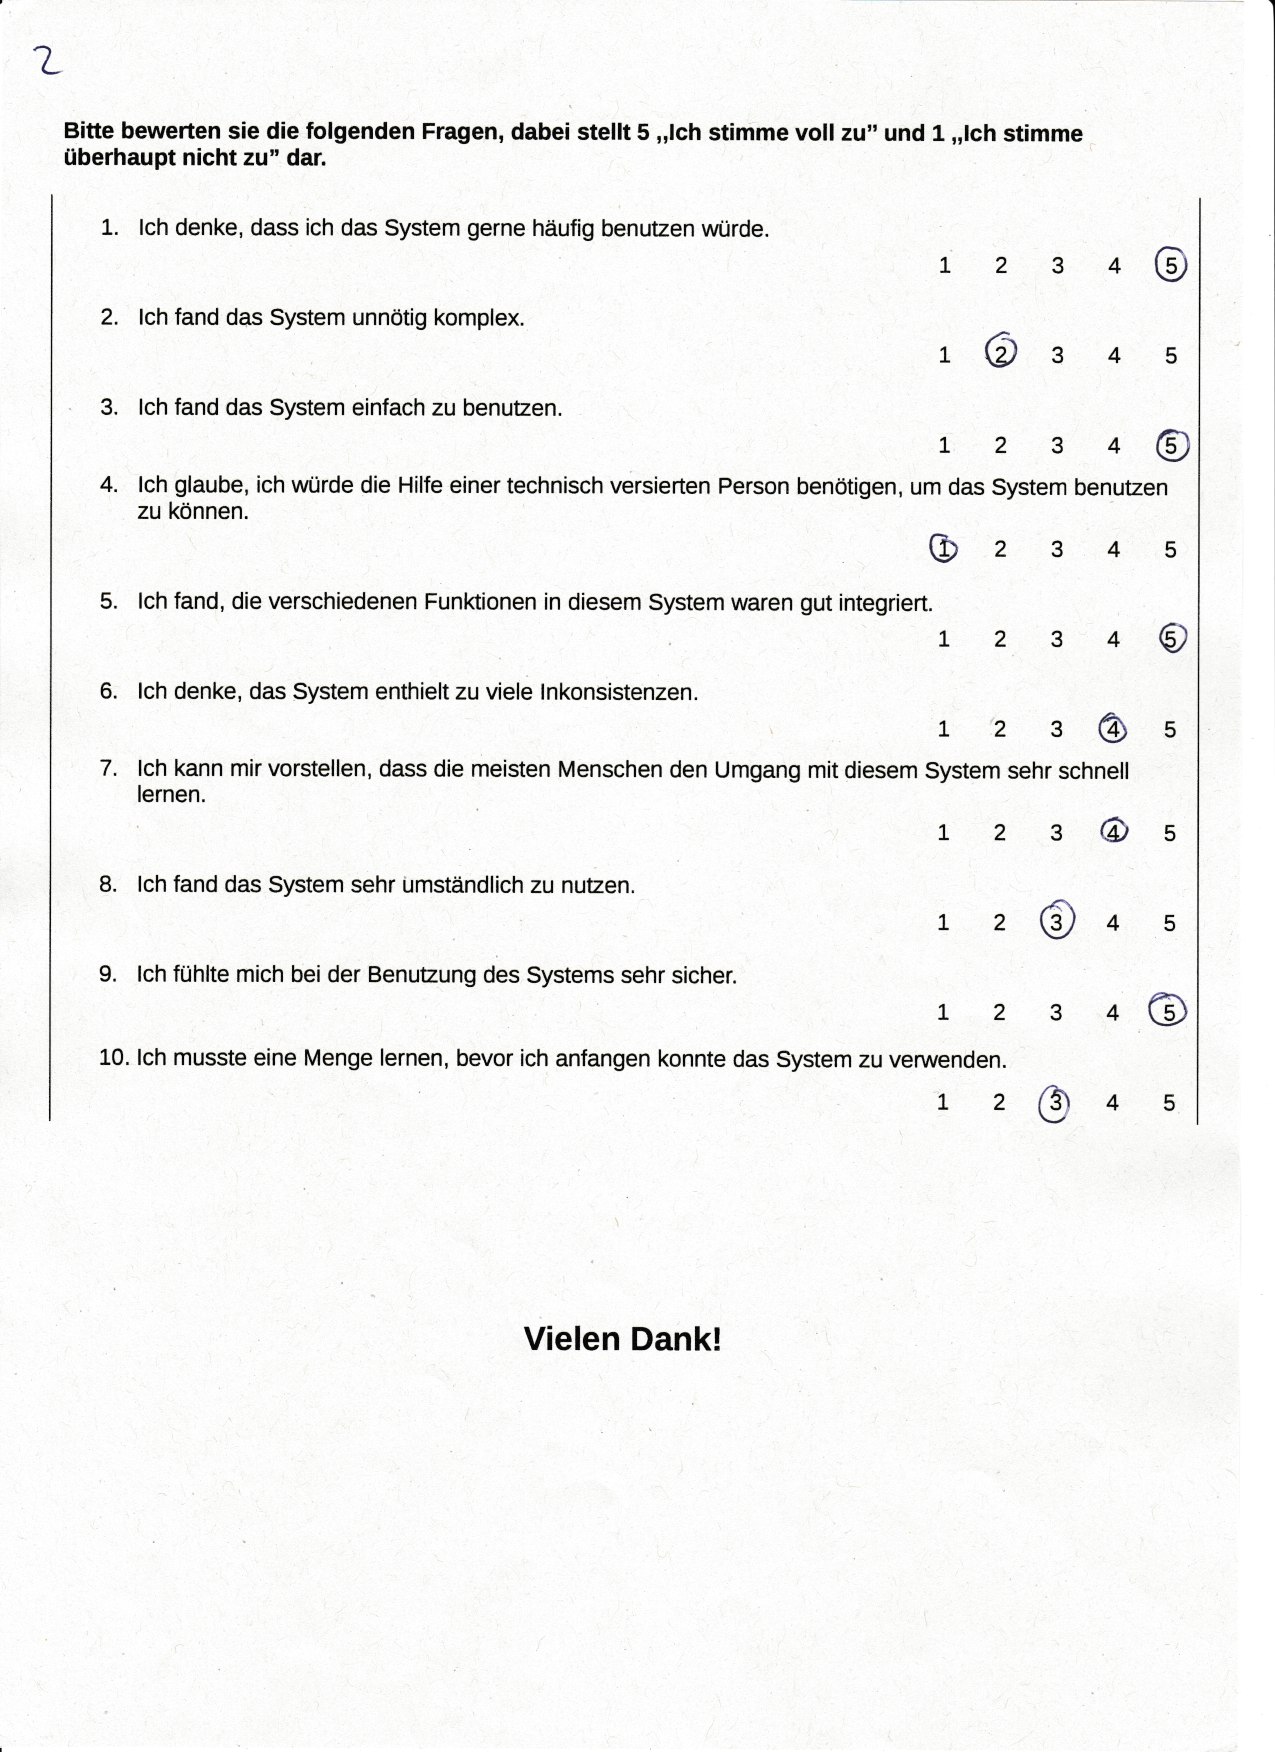 2
Bitte bewerten sie die folgenden Fragen, dabei stellt 5 „Ich stimme voll zu” und 1 „Ich stimme
überhaupt nicht zu” dar.
1. Ich denke, dass ich das System gerne häufig benutzen würde.
1 2 3 4 5
2. Ich fand das System unnötig komplex.
1 2 3 4 5
3. Ich fand das System einfach zu benutzen.
1 2 3 4 5
4. Ich glaube, ich würde die Hilfe einer technisch versierten Person benötigen, um das System benutzen
zu können.
1 2 3 4 5
5. Ich fand, die verschiedenen Funktionen in diesem System waren gut integriert.
1 2 3 4 5
6. Ich denke, das System enthielt zu viele Inkonsistenzen.
1 2 3 4 5
7. Ich kann mir vorstellen, dass die meisten Menschen den Umgang mit diesem System sehr schnell
lernen.
1 2 3 4 5
8. Ich fand das System sehr umständlich zu nutzen.
1 2 3 4 5
9. Ich fühlte mich bei der Benutzung des Systems sehr sicher.
1 2 3 4 5
10. Ich musste eine Menge lernen, bevor ich anfangen konnte das System zu verwenden.
1 2 3 4 5
Vielen Dank!